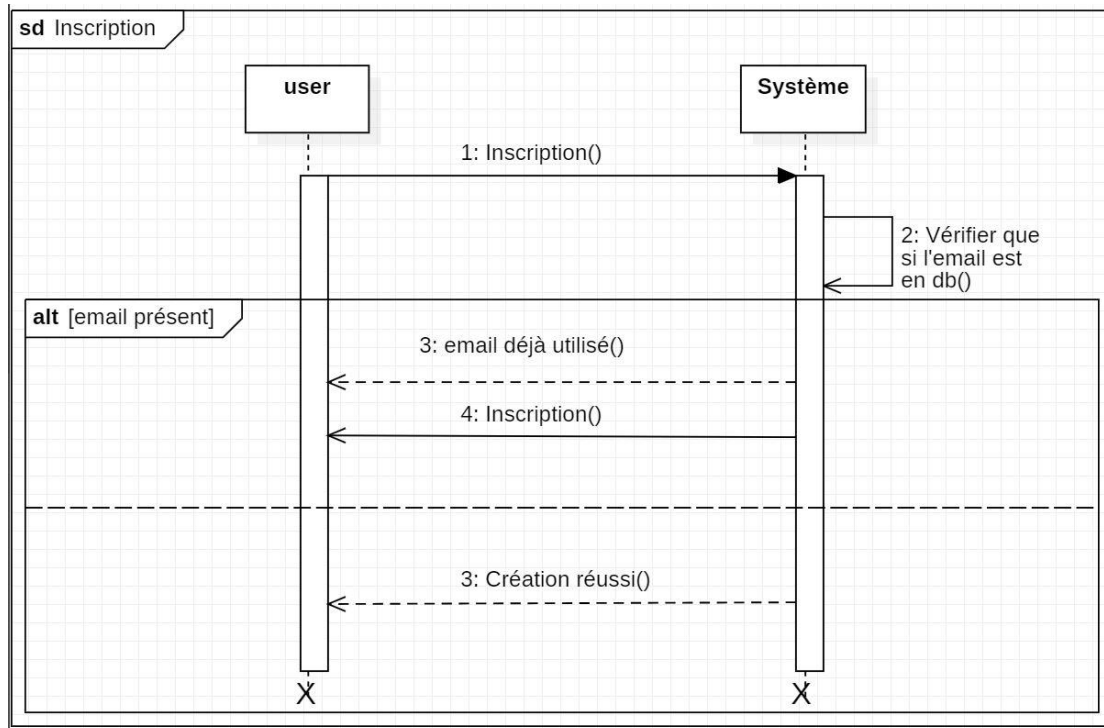 sd Inscription
user
Système
1: Inscription()
2: Vérifier que
si l'email est
en db()
alt [email présent]
3: email déjà utilisé()
4: Inscription()
3: Création réussi()
X
X